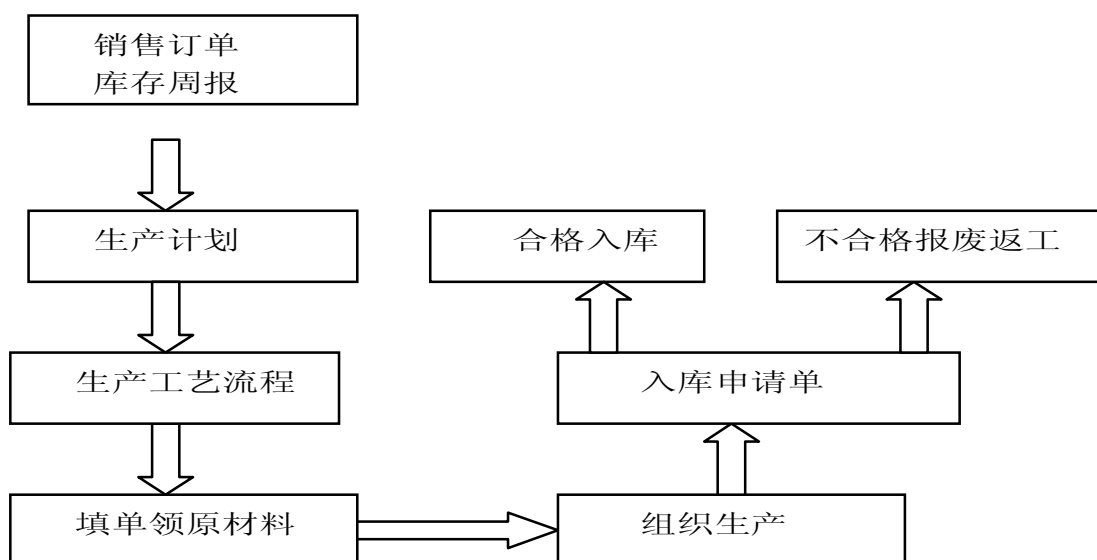 销售订单
库存周报
生产计划
合格入库
不合格报废返工
生产工艺流程
入库申请单
填单领原材料
组织生产